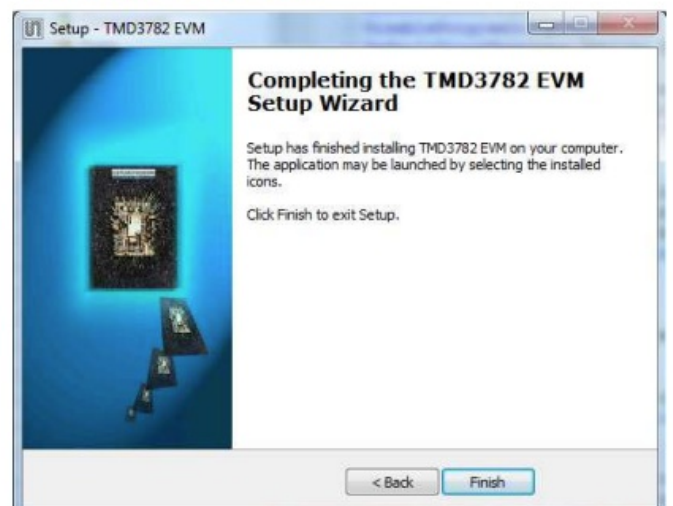 Setup - TMD3782 EVM
Completing the TMD3782 EVM
Setup Wizard
Setup has finished installing TMD3782 EVM on your computer.
The application may be launched by selecting the installed
icons.
Click Finish to exit Setup.
< Back
Finish